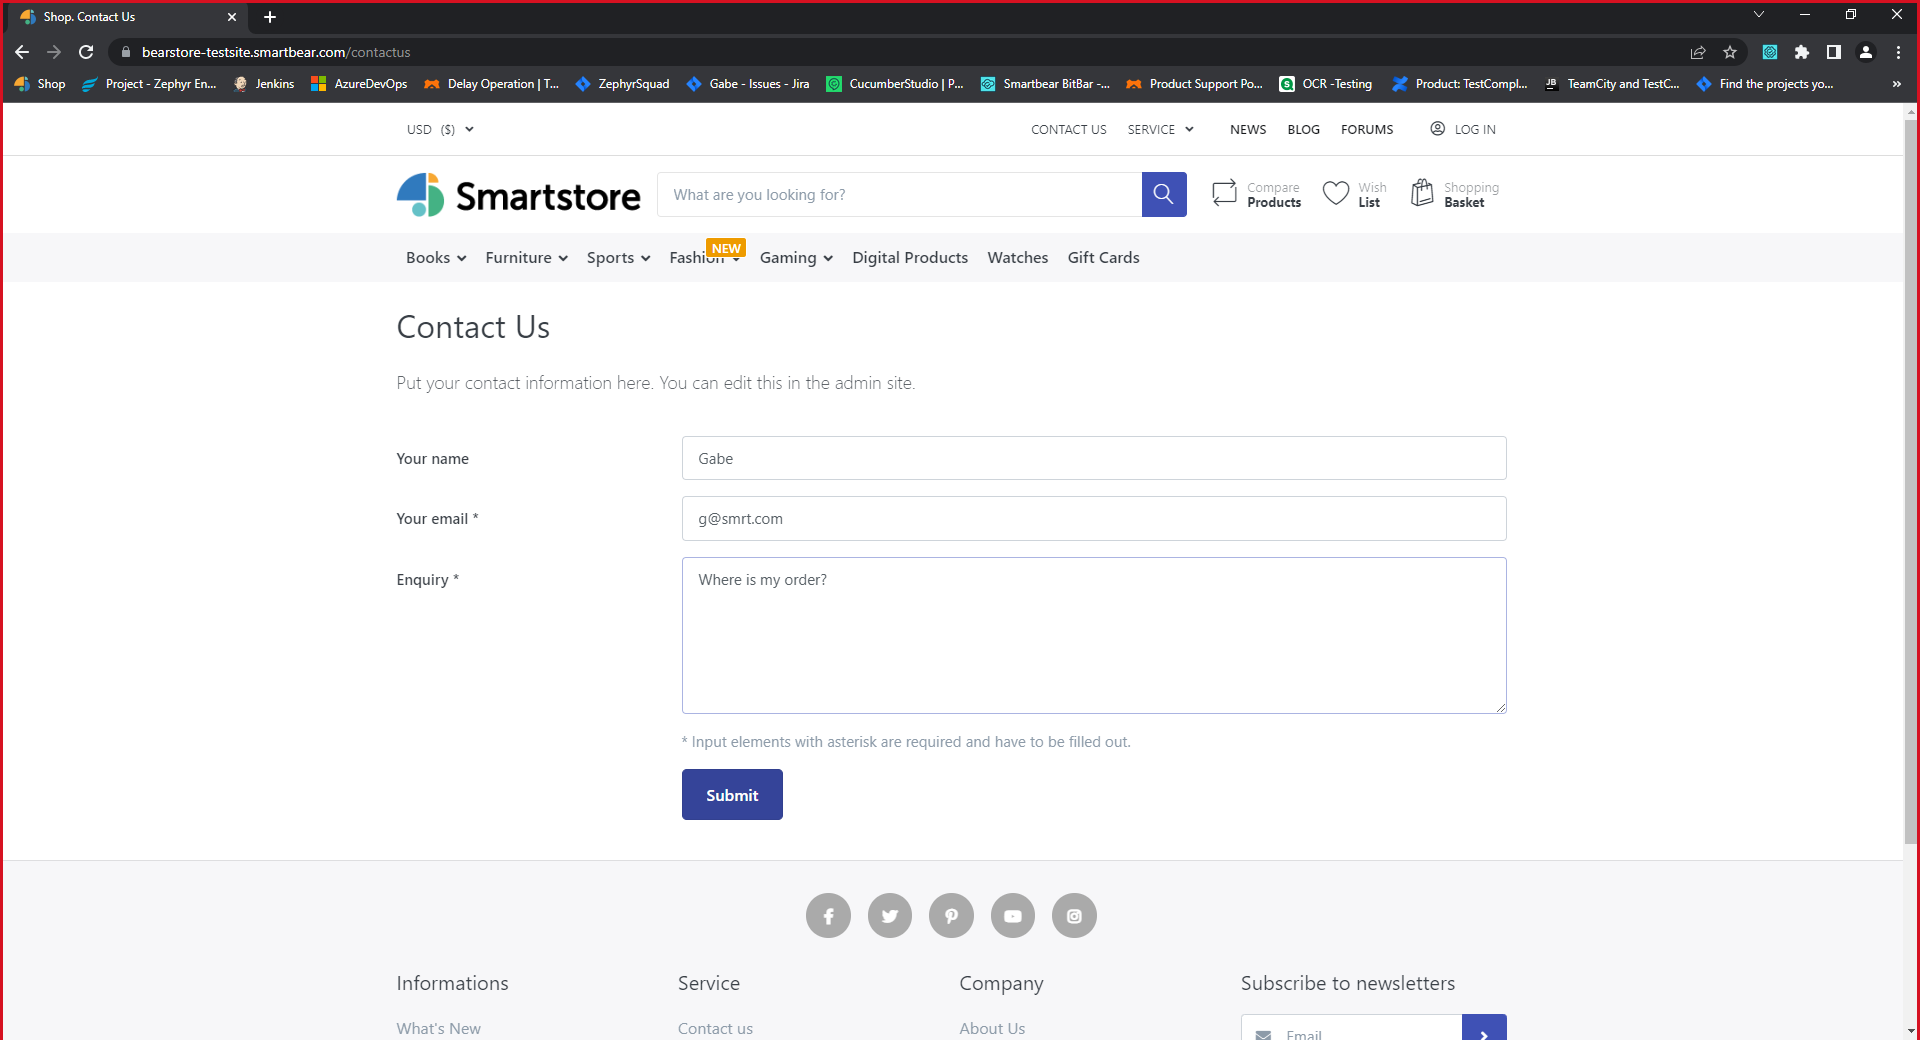 Shop. Contact Us
bearstore-testsite.smartbear.com/contactus
Shop Project - Zephyr En... Jenkins AzureDevOps Delay Operation | T... ZephyrSquad Gabe - Issues - Jira CucumberStudio | P... Smartbear BitBar -... Product Support Po... OCR -Testing Product: TestCompl... TeamCity and TestC... Find the projects yo... »
USD ($) CONTACT US SERVICE NEWS BLOG FORUMS LOG IN
Smartstore What are you looking for? Compare Products Wish List Shopping Basket
NEW
Books Furniture Sports Fashion Gaming Digital Products Watches Gift Cards
Contact Us
Put your contact information here. You can edit this in the admin site.
Your name Gabe
Your email * g@smrt.com
Enquiry * Where is my order?
* Input elements with asterisk are required and have to be filled out.
Submit
Informations Service Company Subscribe to newsletters
What's New Contact us About Us Email